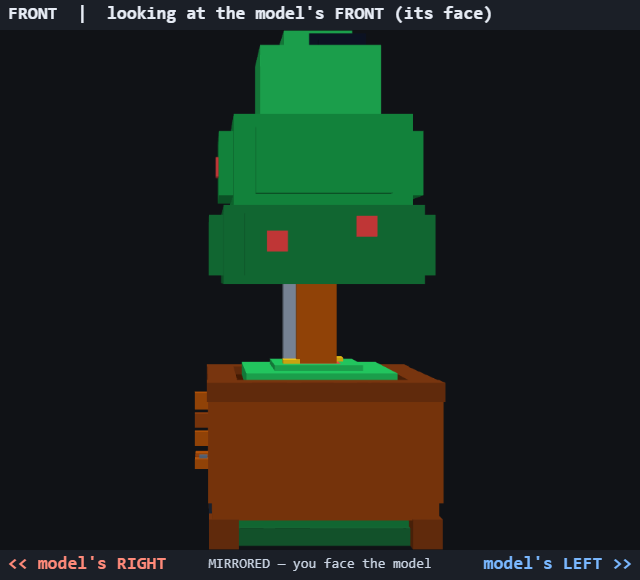 FRONT | looking at the model's FRONT (its face)
<< model's RIGHT MIRRORED — you face the model model's LEFT >>